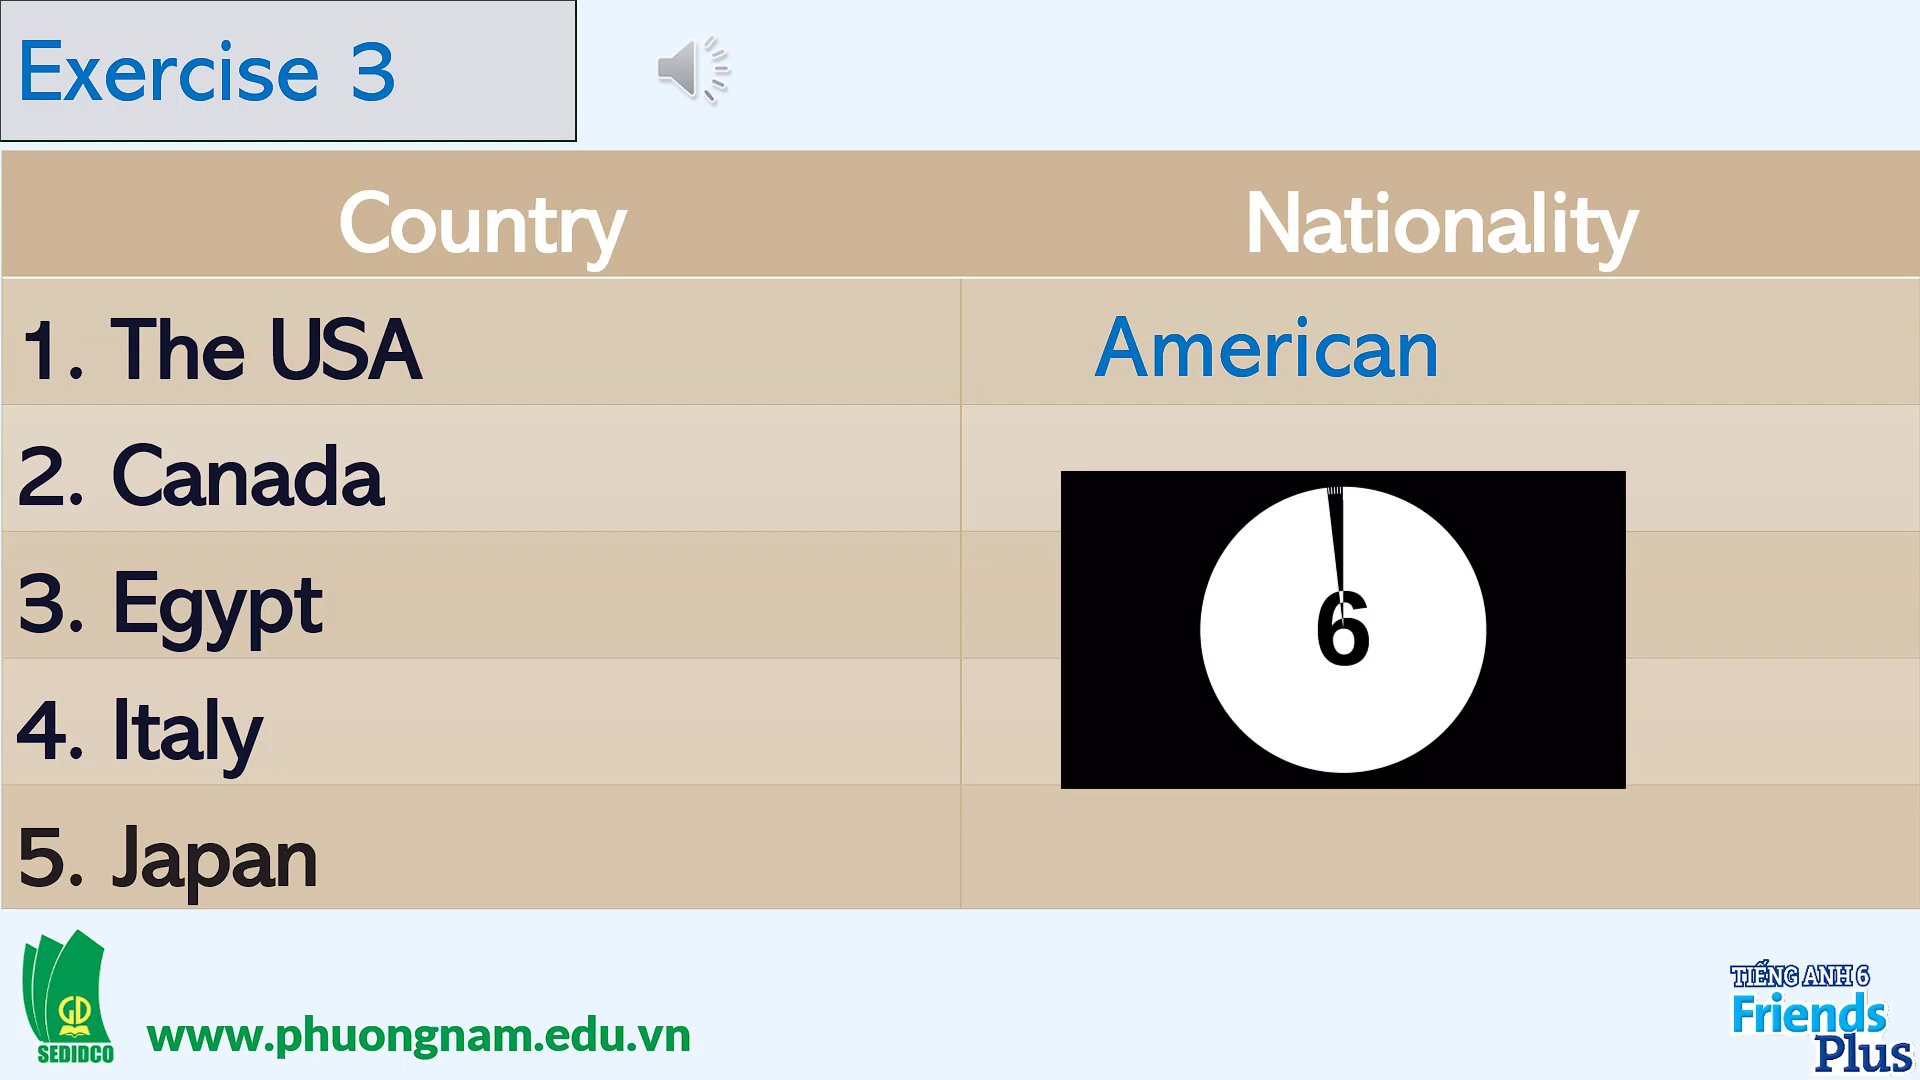 Exercise 3
Country Nationality
1. The USA American
2. Canada
3. Egypt
6
4. Italy
5. Japan
GD
SEDIDCO
www.phuongnam.edu.vn
TIẾNG ANH 6
Friends
Plus